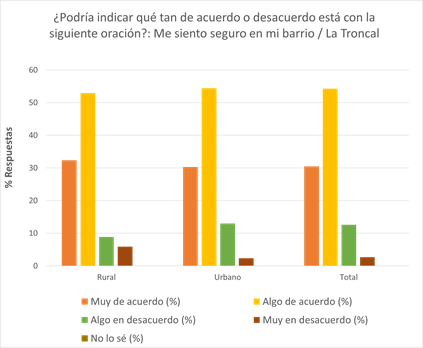 ¿Podría indicar qué tan de acuerdo o desacuerdo está con la
siguiente oración?: Me siento seguro en mi barrio / La Troncal
% Respuestas
60
50
40
30
20
10
0
Rural
Urbano
Total
Muy de acuerdo (%)
Algo de acuerdo (%)
Algo en desacuerdo (%)
Muy en desacuerdo (%)
No lo sé (%)